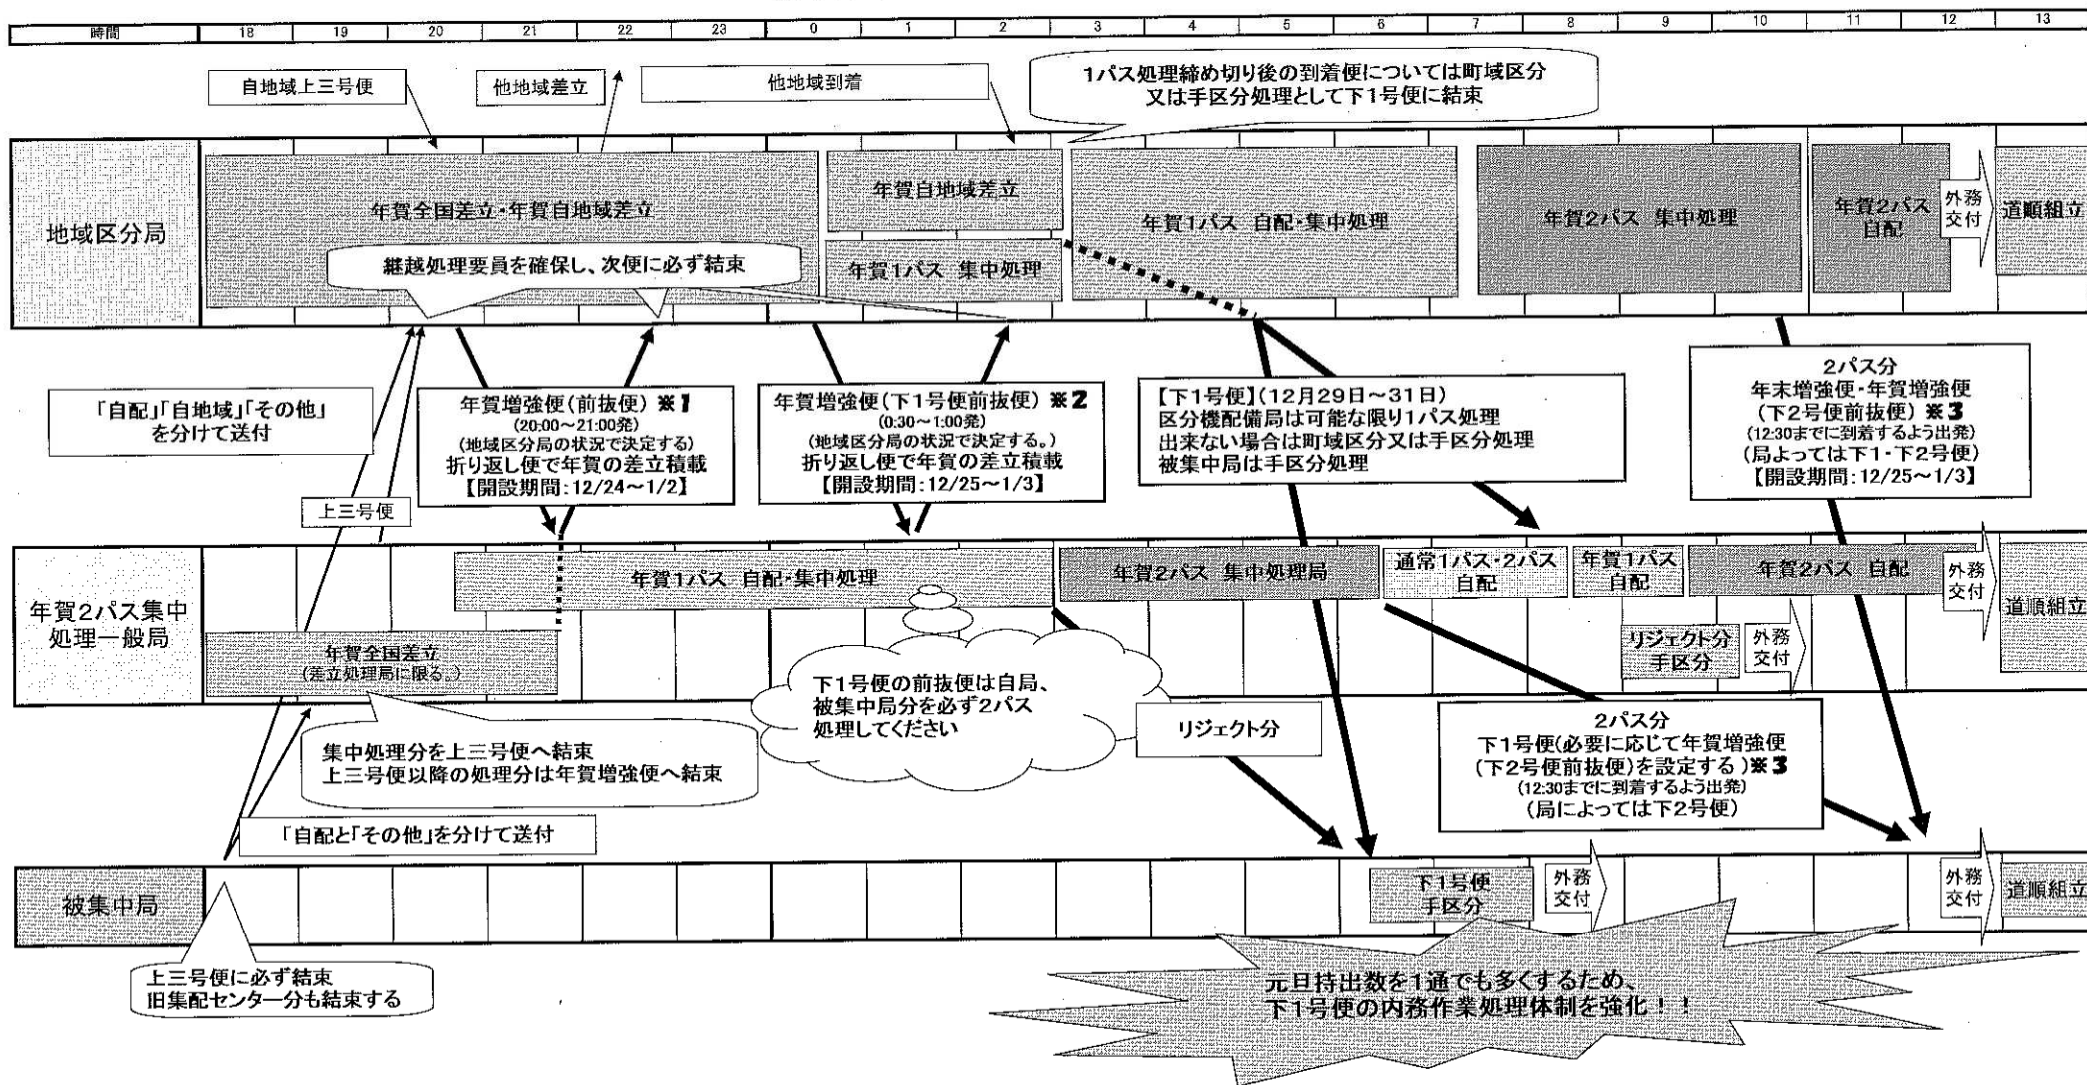 時間 18 19 20 21 22 23 0 1 2 3 4 5 6 7 8 9 10 11 12 13
自地域上三号便
他地域差立
他地域到着
1パス処理締め切り後の到着便については町域区分
又は手区分処理として下1号便に結束
地域区分局
年賀全国差立・年賀自地域差立
継越処理要員を確保し、次便に必ず結束
年賀自地域差立
年賀1パス 集中処理
年賀1パス 自配・集中処理
年賀2パス 集中処理
年賀2パス
自配
外務
交付
道順組立
「自配」「自地域」「その他」
を分けて送付
上三号便
年賀増強便(前抜便) ※1
(20:00～21:00発)
(地域区分局の状況で決定する)
折り返し便で年賀の差立積載
【開設期間:12/24～1/2】
年賀増強便(下1号便前抜便) ※2
(0:30～1:00発)
(地域区分局の状況で決定する。)
折り返し便で年賀の差立積載
【開設期間:12/25～1/3】
【下1号便】(12月29日～31日)
区分機配備局は可能な限り1パス処理
出来ない場合は町域区分又は手区分処理
被集中局は手区分処理
2パス分
年末増強便・年賀増強便
(下2号便前抜便) ※3
(12:30までに到着するよう出発)
(局よっては下1・下2号便)
【開設期間:12/25～1/3】
年賀2パス集中
処理一般局
年賀1パス 自配・集中処理
年賀2パス 集中処理局
通常1パス・2パス
自配
年賀1パス
自配
年賀2パス 自配
外務
交付
道順組立
年賀全国差立
(差立処理局に限る。)
リジェクト分
手区分
外務
交付
下1号便の前抜便は自局、
被集中局分を必ず2パス
処理してください
集中処理分を上三号便へ結束
上三号便以降の処理分は年賀増強便へ結束
リジェクト分
2パス分
下1号便(必要に応じて年賀増強便
(下2号便前抜便)を設定する)※3
(12:30までに到着するよう出発)
(局によっては下2号便)
「自配と「その他」を分けて送付
被集中局
下1号便
手区分
外務
交付
外務
交付
道順組立
上三号便に必ず結束
旧集配センター分も結束する
元旦持出数を1通でも多くするため、
下1号便の内務作業処理体制を強化！！